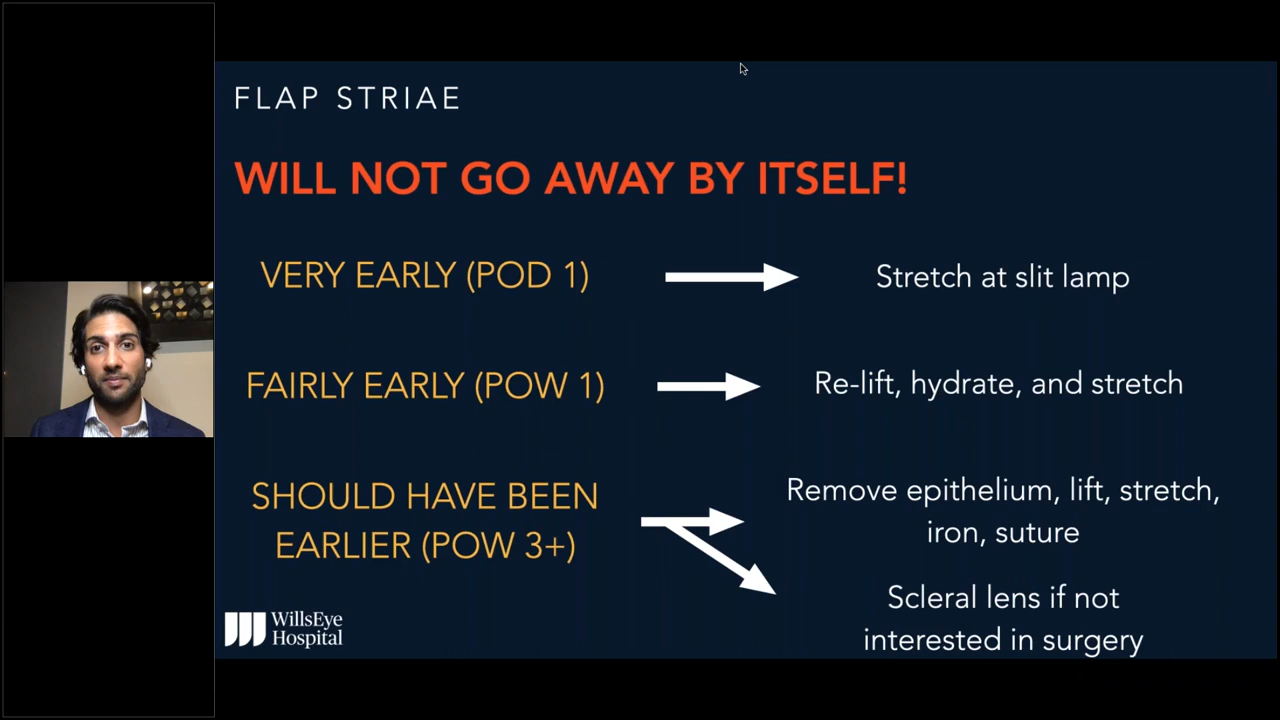 FLAP STRIAE
WILL NOT GO AWAY BY ITSELF!
VERY EARLY (POD 1)
Stretch at slit lamp
FAIRLY EARLY (POW 1)
Re-lift, hydrate, and stretch
SHOULD HAVE BEEN
EARLIER (POW 3+)
Remove epithelium, lift, stretch,
iron, suture
Scleral lens if not
interested in surgery
WillsEye
Hospital